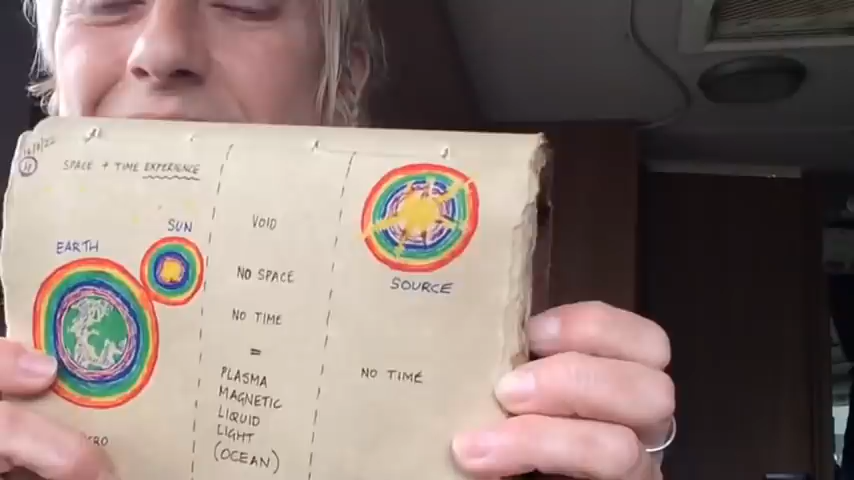 SPACE + TIME EXPERIENCE
SUN
EARTH
VOID
NO SPACE
NO TIME
=
PLASMA
MAGNETIC
LIQUID
LIGHT
(OCEAN)
SOURCE
NO TIME